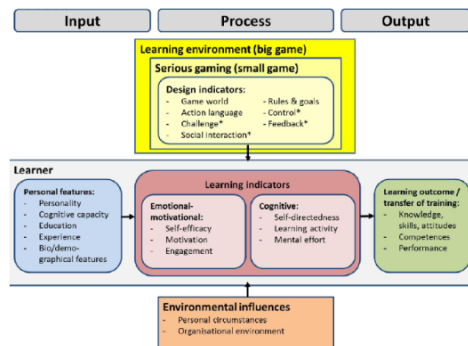 Input
Process
Output
Learning environment (big game)
Serious gaming (small game)
Design indicators:
- Game world
- Action language
- Challenge*
- Social interaction*
- Rules & goals
- Control*
- Feedback*
Learner
Personal features:
- Personality
- Cognitive capacity
- Education
- Experience
- Bio/demo-
graphical features
Learning indicators
Emotional-
motivational:
- Self-efficacy
- Motivation
- Engagement
Cognitive:
- Self-directedness
- Learning activity
- Mental effort
Learning outcome /
transfer of training:
- Knowledge,
skills, attitudes
- Competences
- Performance
Environmental influences
- Personal circumstances
- Organisational environment